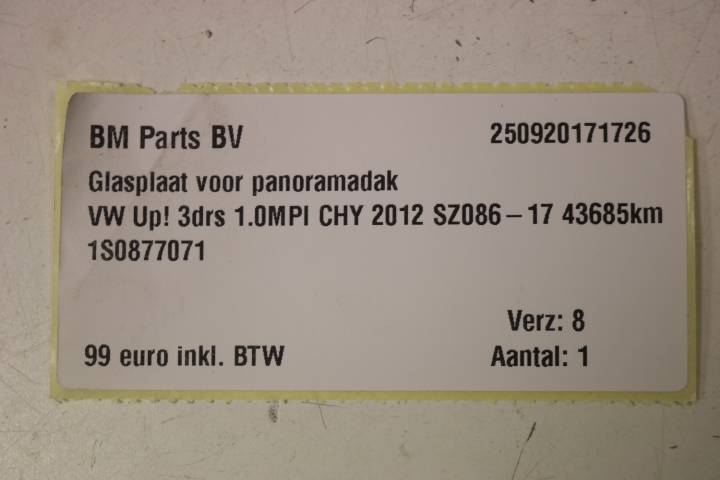 BM Parts BV 250920171726
Glasplaat voor panoramadak
VW Up! 3drs 1.0MPI CHY 2012 SZ086-17 43685km
1S0877071
Verz: 8
99 euro inkl. BTW Aantal: 1